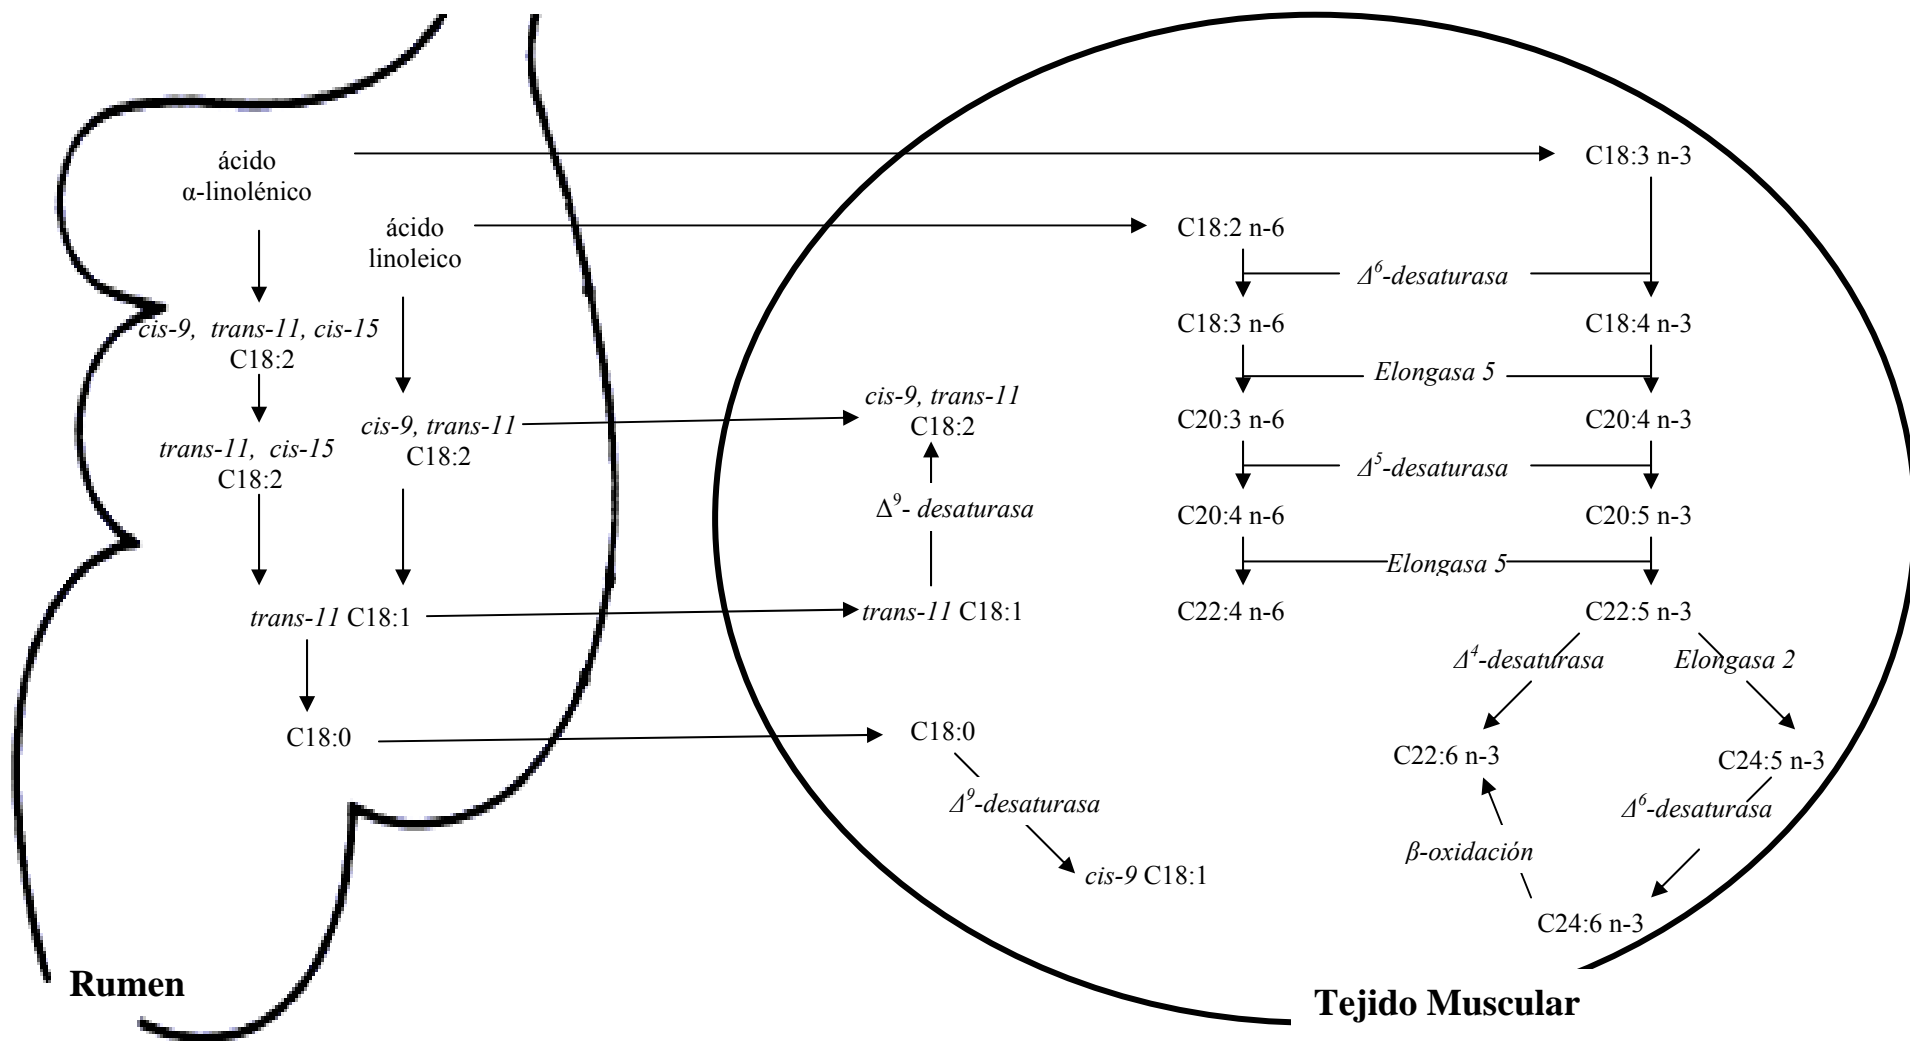 ácido
α-linolénico
ácido
linoleico
cis-9, trans-11, cis-15
C18:2
trans-11, cis-15
C18:2
cis-9, trans-11
C18:2
trans-11 C18:1
C18:0
Rumen
cis-9, trans-11
C18:2
Δ⁹- desaturasa
trans-11 C18:1
C18:0
Δ⁹-desaturasa
cis-9 C18:1
C18:3 n-3
C18:2 n-6
Δ⁶-desaturasa
C18:3 n-6
C18:4 n-3
Elongasa 5
C20:3 n-6
C20:4 n-3
Δ⁵-desaturasa
C20:4 n-6
C20:5 n-3
Elongasa 5
C22:4 n-6
C22:5 n-3
Δ⁴-desaturasa
Elongasa 2
C22:6 n-3
C24:5 n-3
Δ⁶-desaturasa
β-oxidación
C24:6 n-3
Tejido Muscular